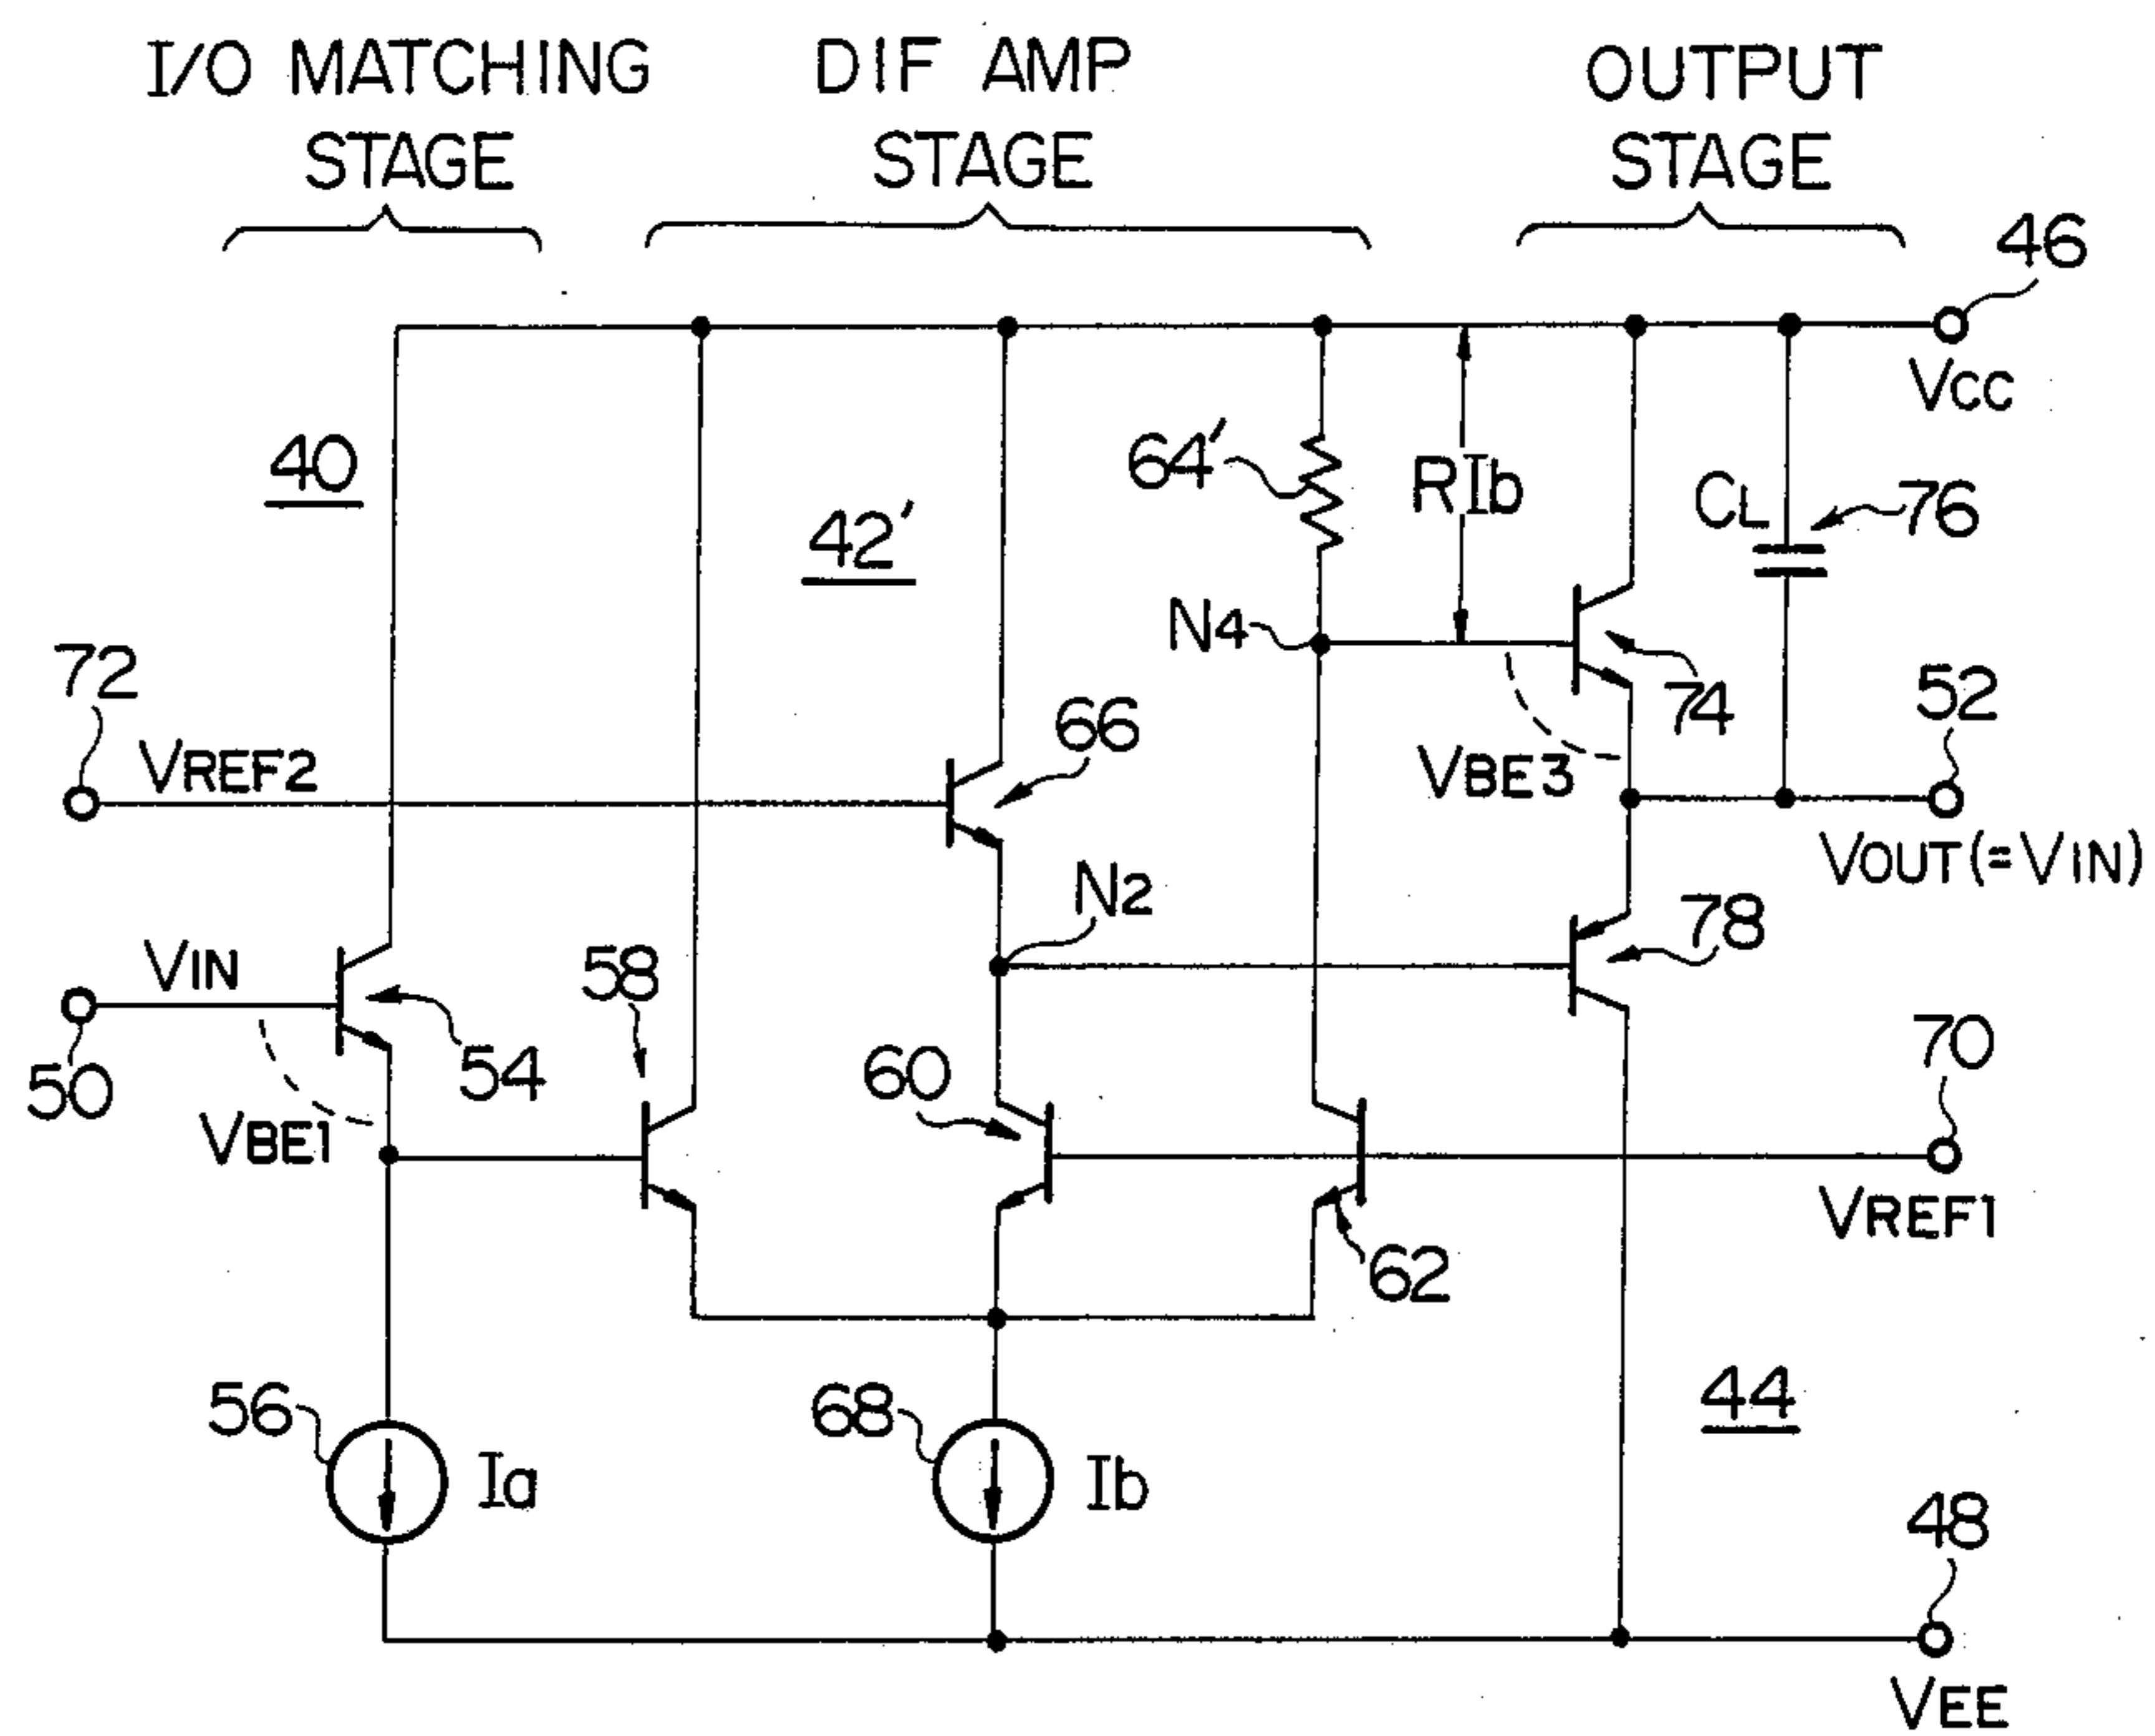 I/O MATCHING STAGE
DIF AMP STAGE
OUTPUT STAGE
46
VCC
40
42'
64'
RIb
CL
76
N4
74
72
VREF2
66
VBE3
52
VOUT(=VIN)
N2
78
VIN
50
54
58
60
70
VBE1
VREF1
62
56
Ia
68
Ib
44
48
VEE